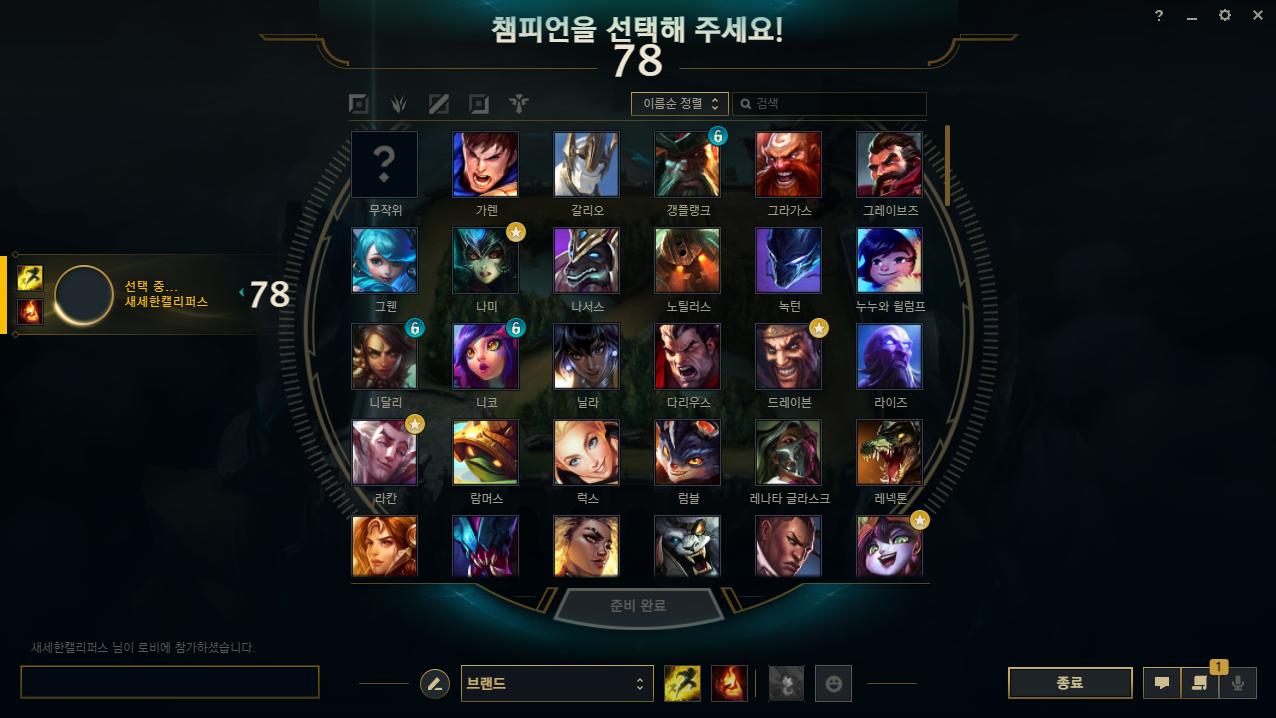 챔피언을 선택해 주세요!
78
?
이름순 정렬
검색
6
무작위
가렌
갈리오
갱플랭크
그라가스
그레이브즈
선택 중...
새세한캘리퍼스
78
그웬
나미
나서스
노틸러스
녹턴
누누와 윌럼프
6
6
니달리
니코
닐라
다리우스
드레이븐
라이즈
라칸
람머스
럭스
럼블
레나타 글라스크
레넥톤
준비 완료
새세한캘리퍼스 님이 로비에 참가하셨습니다.
브랜드
종료
1